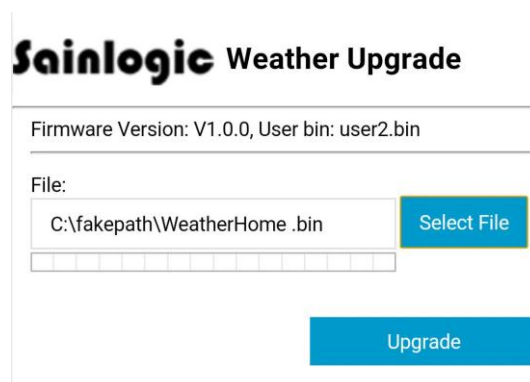 Sainlogic Weather Upgrade
Firmware Version: V1.0.0, User bin: user2.bin
File:
C:\fakepath\WeatherHome .bin Select File
Upgrade